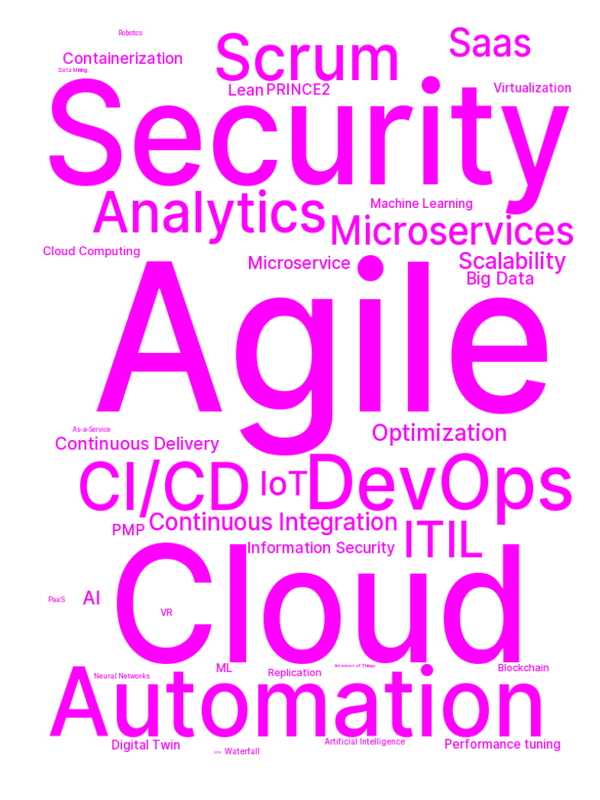 Robotics
Saas
Scrum
Containerization
Data Mining
Lean PRINCE2
Virtualization
Security
Analytics
Machine Learning
Microservices
Cloud Computing
Microservice
Scalability
Big Data
Agile
As-a-Service
Optimization
Continuous Delivery
CI/CD
IoT
DevOps
Continuous Integration
PMP
ITIL
Information Security
Cloud
PaaS
AI
VR
ML
Replication
Internet of Things
Blockchain
Neural Networks
Automation
Digital Twin
Artificial Intelligence
Performance tuning
Waterfall